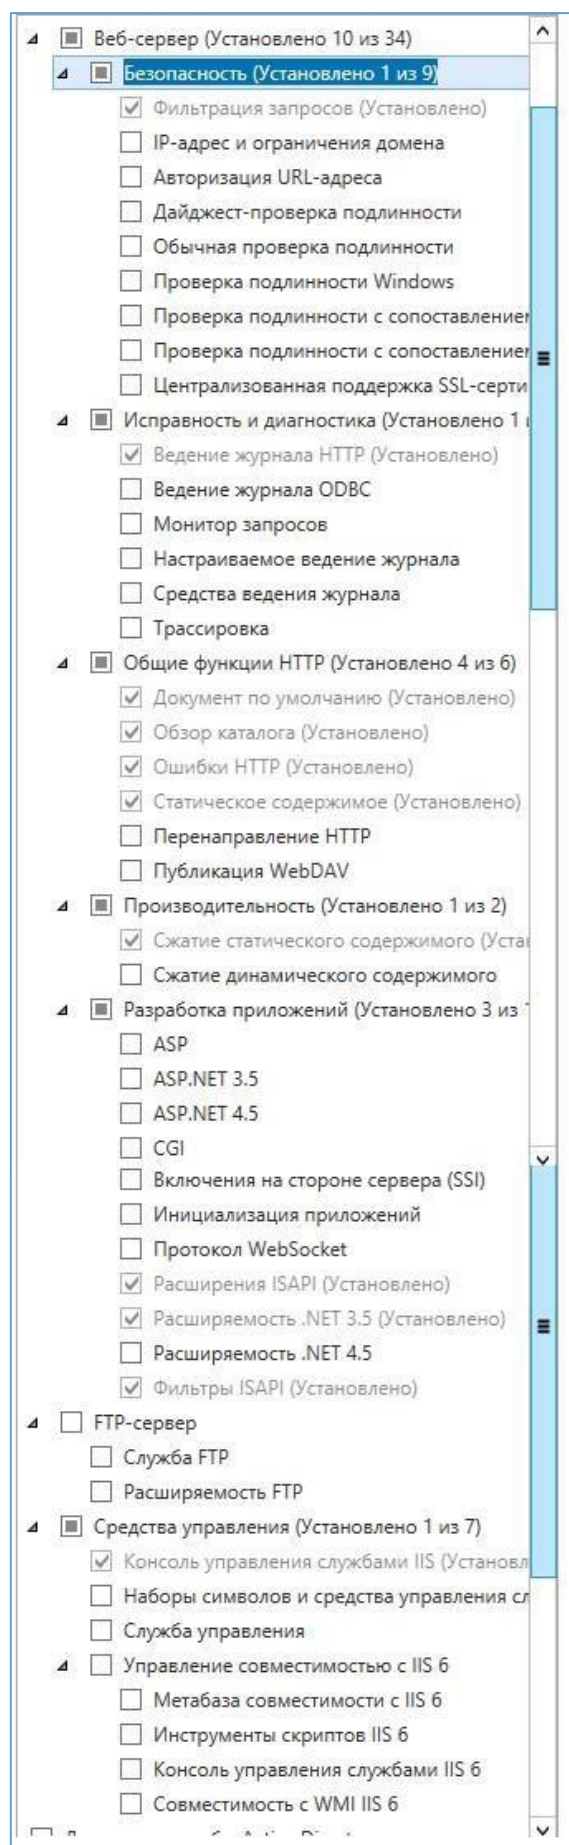 Веб-сервер (Установлено 10 из 34)
Безопасность (Установлено 1 из 9)
Фильтрация запросов (Установлено)
IP-адрес и ограничения домена
Авторизация URL-адреса
Дайджест-проверка подлинности
Обычная проверка подлинности
Проверка подлинности Windows
Проверка подлинности с сопоставлением
Проверка подлинности с сопоставлением
Централизованная поддержка SSL-серти
Исправность и диагностика (Установлено 1
Ведение журнала HTTP (Установлено)
Ведение журнала ODBC
Монитор запросов
Настраиваемое ведение журнала
Средства ведения журнала
Трассировка
Общие функции HTTP (Установлено 4 из 6)
Документ по умолчанию (Установлено)
Обзор каталога (Установлено)
Ошибки HTTP (Установлено)
Статическое содержимое (Установлено)
Перенаправление HTTP
Публикация WebDAV
Производительность (Установлено 1 из 2)
Сжатие статического содержимого (Уста
Сжатие динамического содержимого
Разработка приложений (Установлено 3 из
ASP
ASP.NET 3.5
ASP.NET 4.5
CGI
Включения на стороне сервера (SSI)
Инициализация приложений
Протокол WebSocket
Расширения ISAPI (Установлено)
Расширяемость .NET 3.5 (Установлено)
Расширяемость .NET 4.5
Фильтры ISAPI (Установлено)
FTP-сервер
Служба FTP
Расширяемость FTP
Средства управления (Установлено 1 из 7)
Консоль управления службами IIS (Установл
Наборы символов и средства управления сл
Служба управления
Управление совместимостью с IIS 6
Метабаза совместимости с IIS 6
Инструменты скриптов IIS 6
Консоль управления службами IIS 6
Совместимость с WMI IIS 6